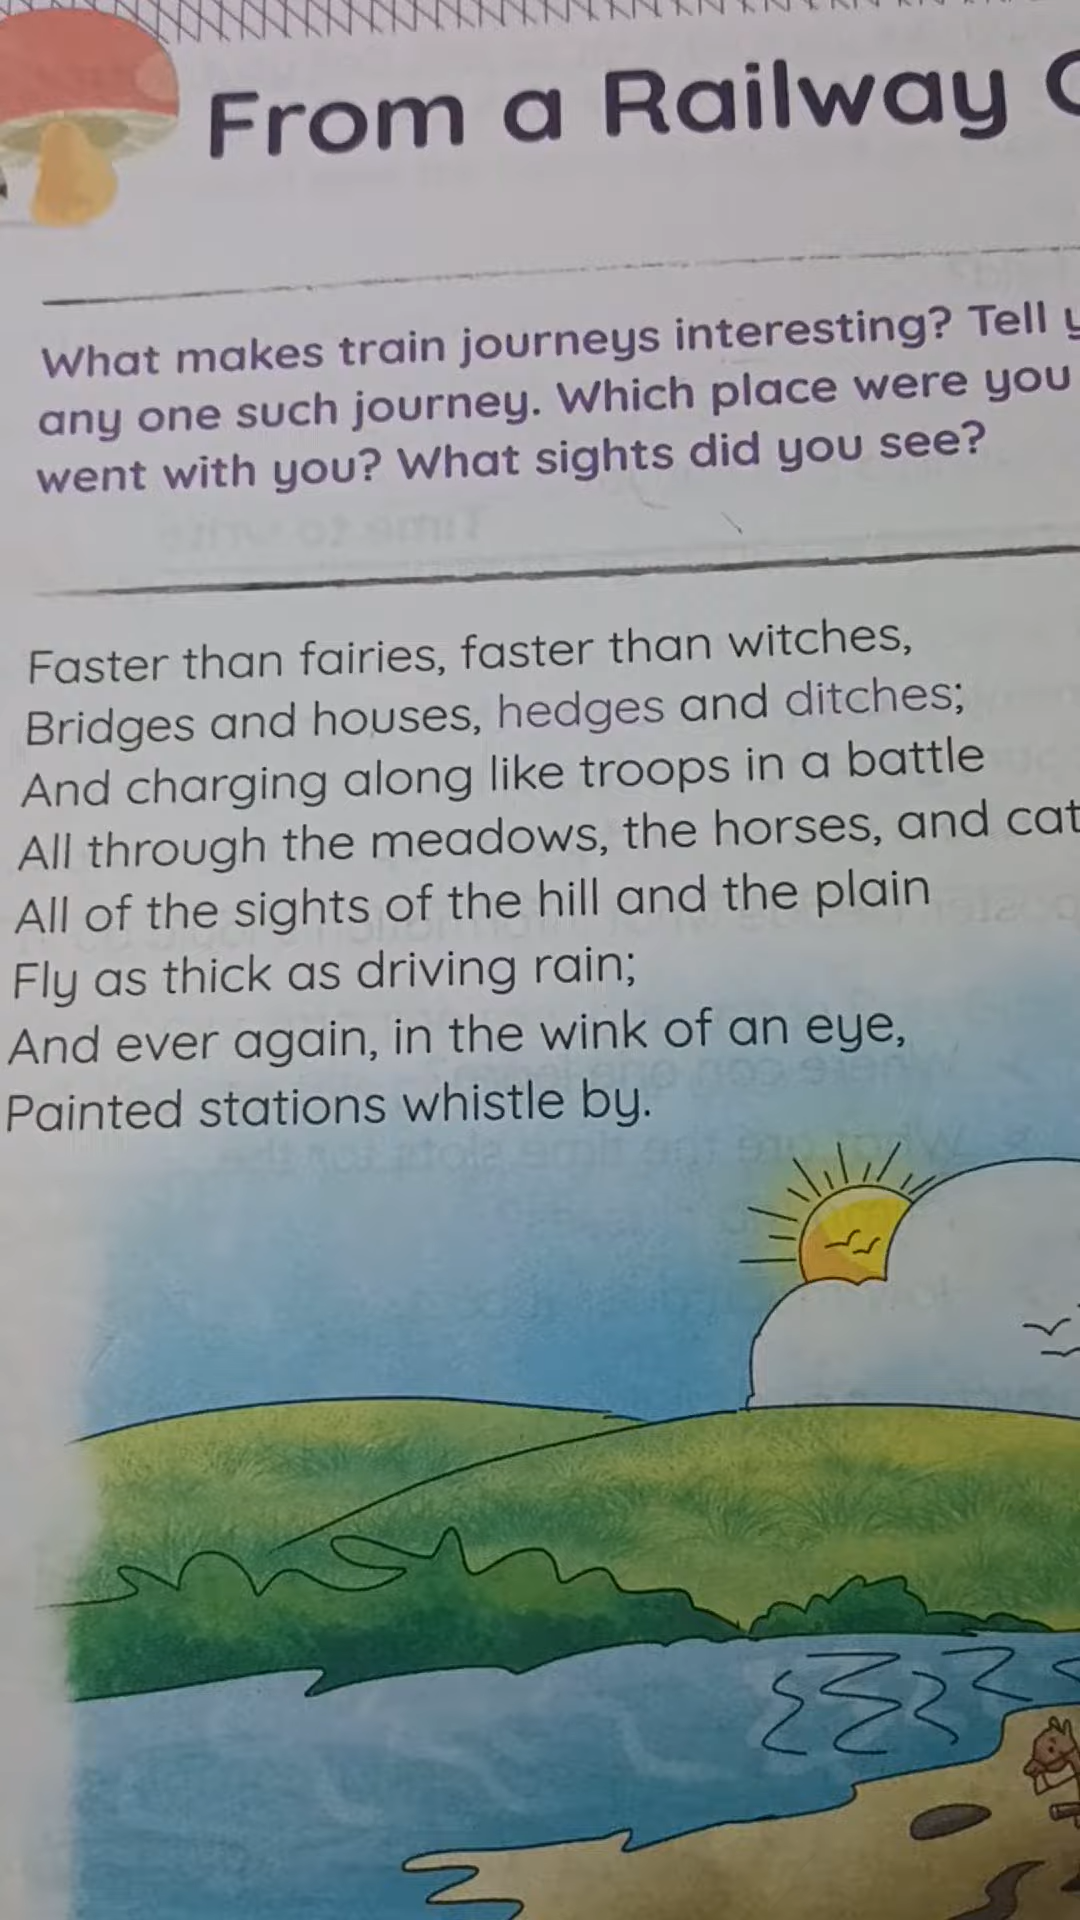 From a Railway
What makes train journeys interesting? Tell
any one such journey. Which place were you
went with you? What sights did you see?
Faster than fairies, faster than witches,
Bridges and houses, hedges and ditches;
And charging along like troops in a battle
All through the meadows, the horses, and cat
All of the sights of the hill and the plain
Fly as thick as driving rain;
And ever again, in the wink of an eye,
Painted stations whistle by.